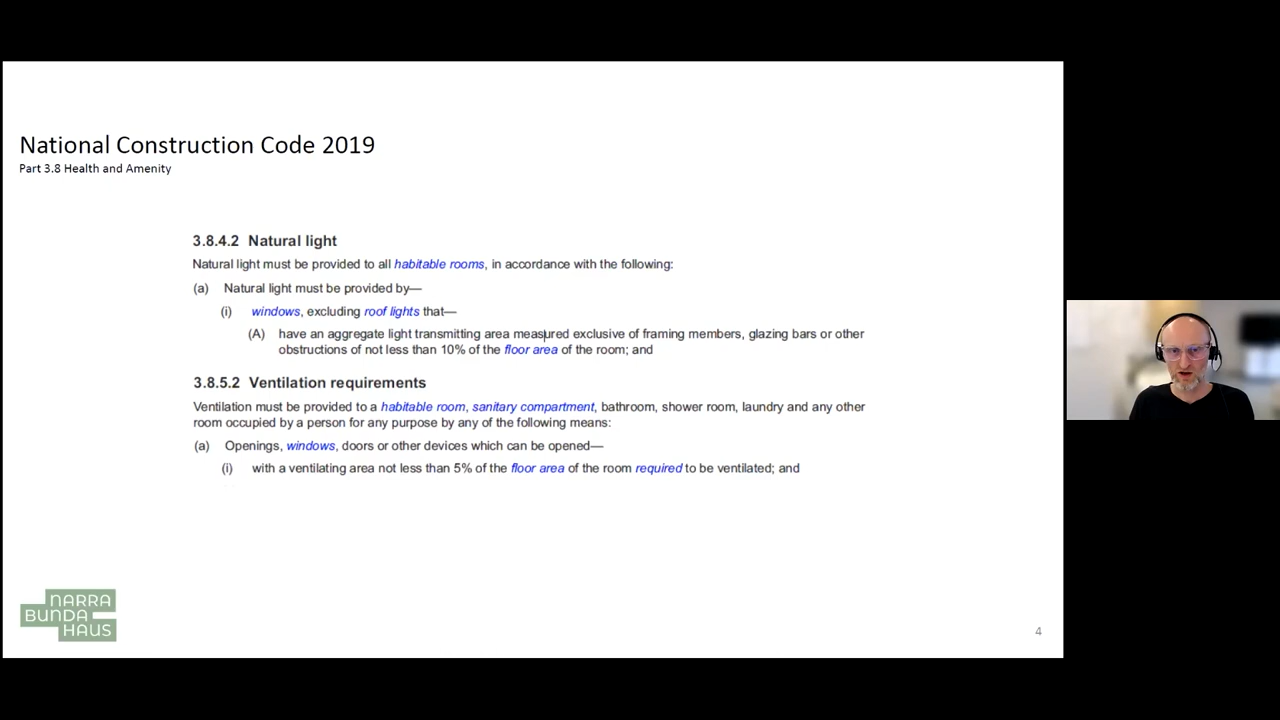 National Construction Code 2019
Part 3.8 Health and Amenity
3.8.4.2 Natural light
Natural light must be provided to all habitable rooms, in accordance with the following:
(a) Natural light must be provided by—
(i) windows, excluding roof lights that—
(A) have an aggregate light transmitting area measured exclusive of framing members, glazing bars or other
obstructions of not less than 10% of the floor area of the room; and
3.8.5.2 Ventilation requirements
Ventilation must be provided to a habitable room, sanitary compartment, bathroom, shower room, laundry and any other
room occupied by a person for any purpose by any of the following means:
(a) Openings, windows, doors or other devices which can be opened—
(i) with a ventilating area not less than 5% of the floor area of the room required to be ventilated; and
NARRA
BUNDA
HAUS
4